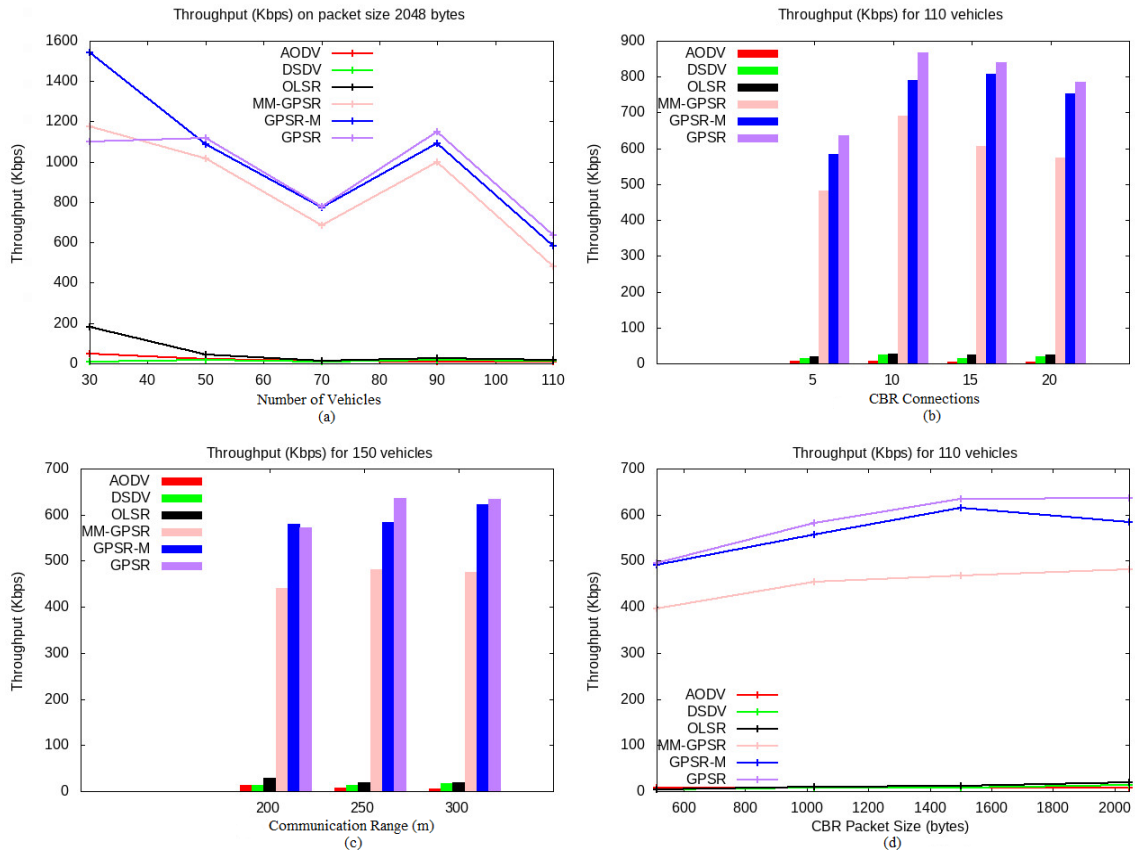 Throughput (Kbps) on packet size 2048 bytes
Throughput (Kbps)
1600
1400
1200
1000
800
600
400
200
0
AODV
DSDV
OLSR
MM-GPSR
GPSR-M
GPSR
30 40 50 60 70 80 90 100 110
Number of Vehicles
(a)
Throughput (Kbps) for 110 vehicles
Throughput (Kbps)
900
800
700
600
500
400
300
200
100
0
AODV
DSDV
OLSR
MM-GPSR
GPSR-M
GPSR
5 10 15 20
CBR Connections
(b)
Throughput (Kbps) for 150 vehicles
Throughput (Kbps)
700
600
500
400
300
200
100
0
AODV
DSDV
OLSR
MM-GPSR
GPSR-M
GPSR
200 250 300
Communication Range (m)
(c)
Throughput (Kbps) for 110 vehicles
Throughput (Kbps)
700
600
500
400
300
200
100
0
AODV
DSDV
OLSR
MM-GPSR
GPSR-M
GPSR
600 800 1000 1200 1400 1600 1800 2000
CBR Packet Size (bytes)
(d)